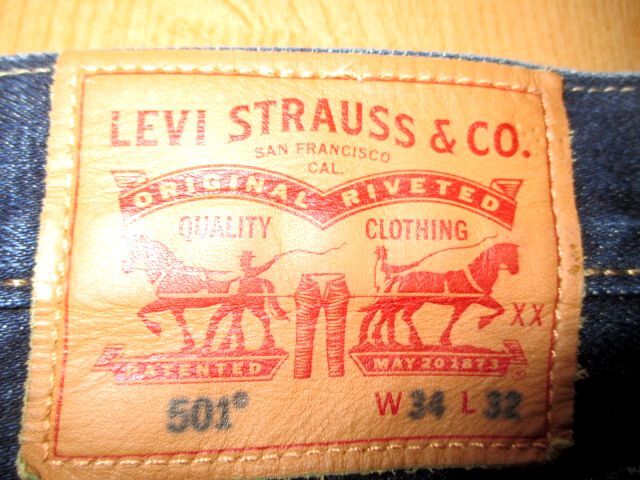 LEVI STRAUSS & CO.
SAN FRANCISCO
CAL.
ORIGINAL RIVETED
QUALITY CLOTHING
XX
PATENTED MAY 20 1873
501® W 34 L 32